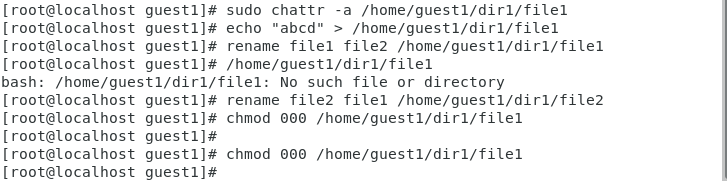 [root@localhost guest1]# sudo chattr -a /home/guest1/dir1/file1
[root@localhost guest1]# echo "abcd" > /home/guest1/dir1/file1
[root@localhost guest1]# rename file1 file2 /home/guest1/dir1/file1
[root@localhost guest1]# /home/guest1/dir1/file1
bash: /home/guest1/dir1/file1: No such file or directory
[root@localhost guest1]# rename file2 file1 /home/guest1/dir1/file2
[root@localhost guest1]# chmod 000 /home/guest1/dir1/file1
[root@localhost guest1]#
[root@localhost guest1]# chmod 000 /home/guest1/dir1/file1
[root@localhost guest1]#